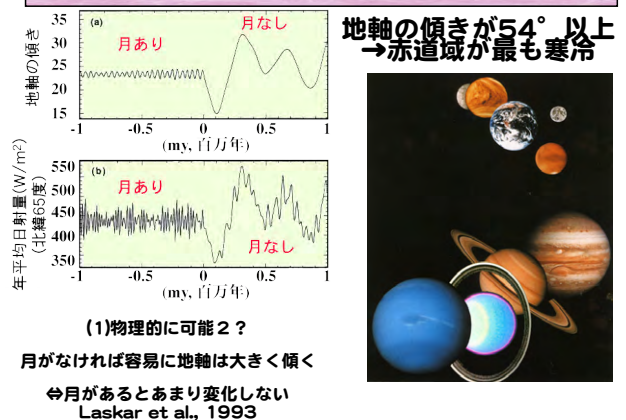 地軸の傾きが54°以上
→赤道域が最も寒冷
(a)
月あり
月なし
地軸の傾き
35
30
25
20
15
-1
-0.5
0
0.5
1
(my, 百万年)
(b)
月あり
月なし
年平均日射量(W/m²)
(北緯65度)
550
500
450
400
350
-1
-0.5
0
0.5
1
(my, 百万年)
(1)物理的に可能2？
月がなければ容易に地軸は大きく傾く
⇔月があるとあまり変化しない
Laskar et al., 1993